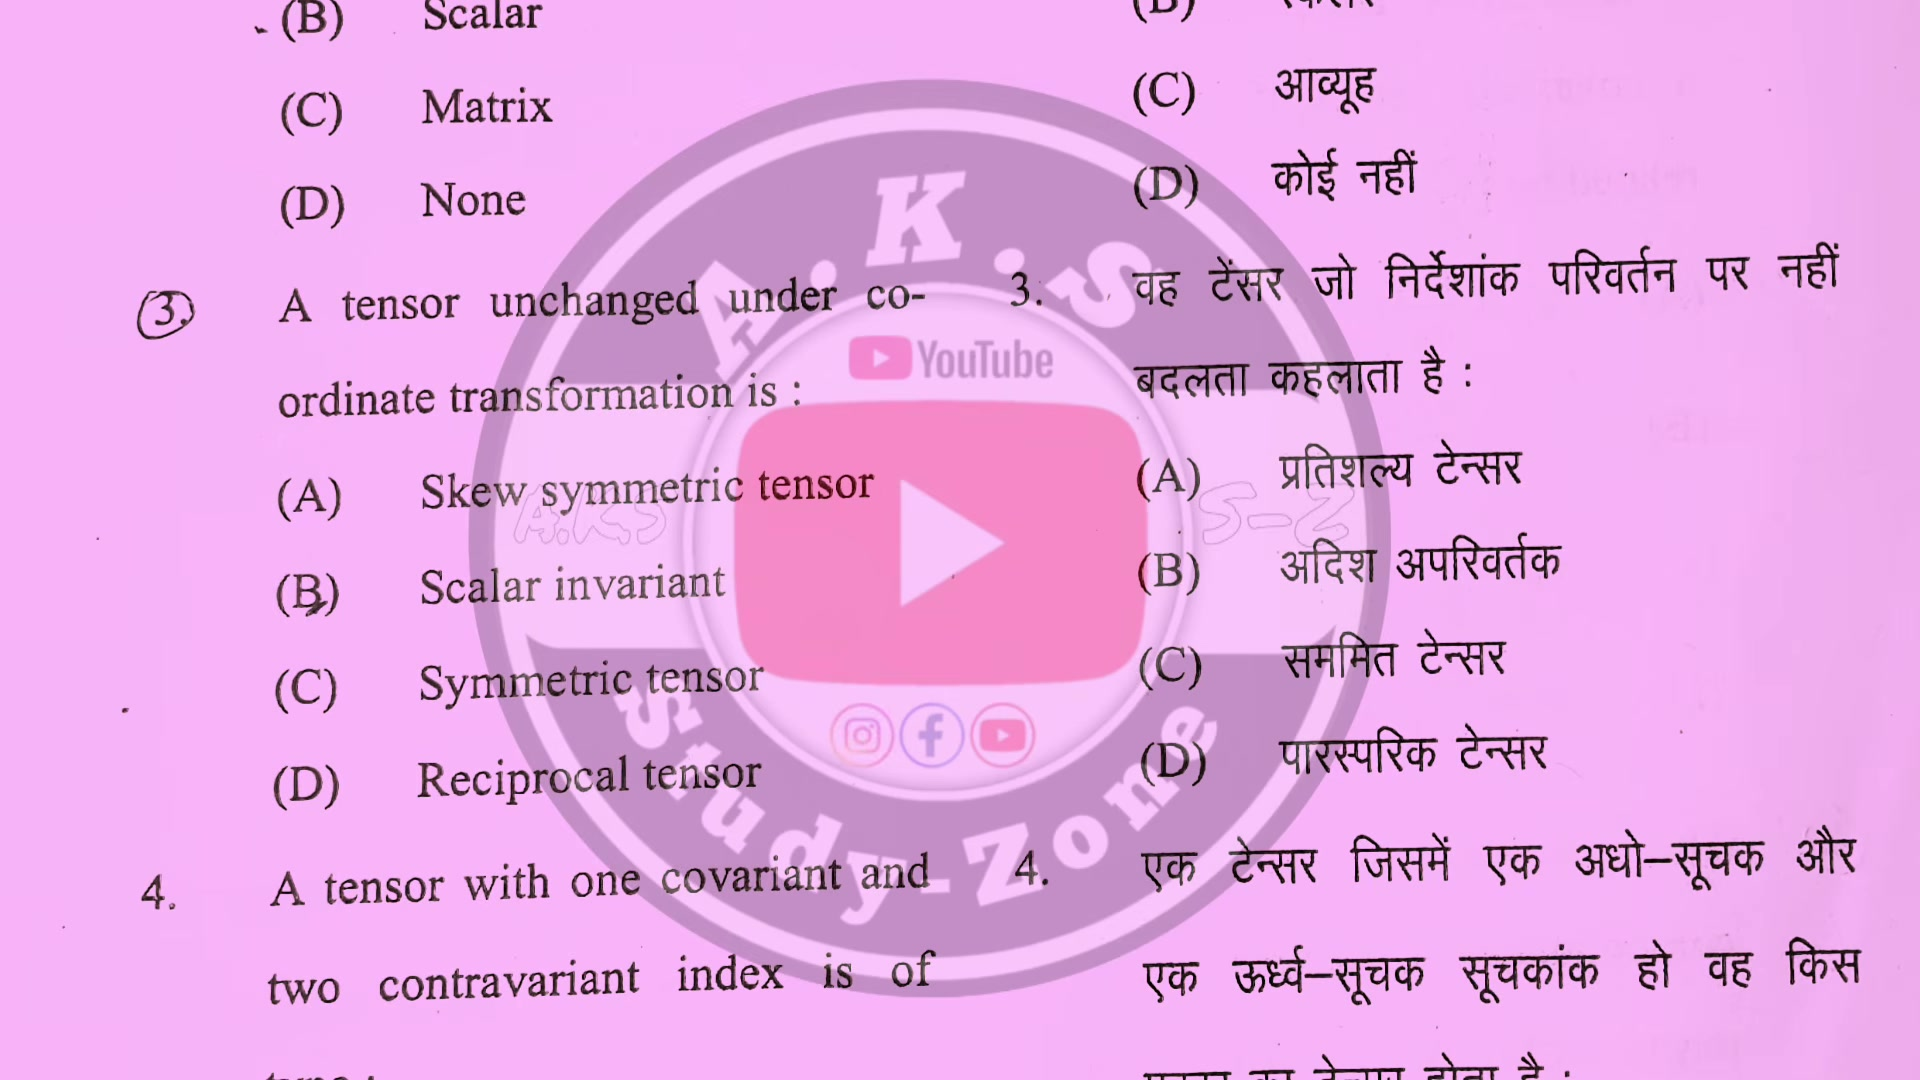 (B) Scalar
(C) Matrix
(D) None
3. A tensor unchanged under co-
ordinate transformation is :
(A) Skew symmetric tensor
(B) Scalar invariant
(C) Symmetric tensor
(D) Reciprocal tensor
4. A tensor with one covariant and
two contravariant index is of
(B)
(C) आव्यूह
(D) कोई नहीं
3. वह टेंसर जो निर्देशांक परिवर्तन पर नहीं
बदलता कहलाता है :
(A) प्रतिशल्य टेन्सर
(B) अदिश अपरिवर्तक
(C) सममित टेन्सर
(D) पारस्परिक टेन्सर
4. एक टेन्सर जिसमें एक अधो–सूचक और
एक ऊर्ध्व–सूचक सूचकांक हो वह किस
A.K.S
YouTube
A.K.S S-Z
Study-Zone